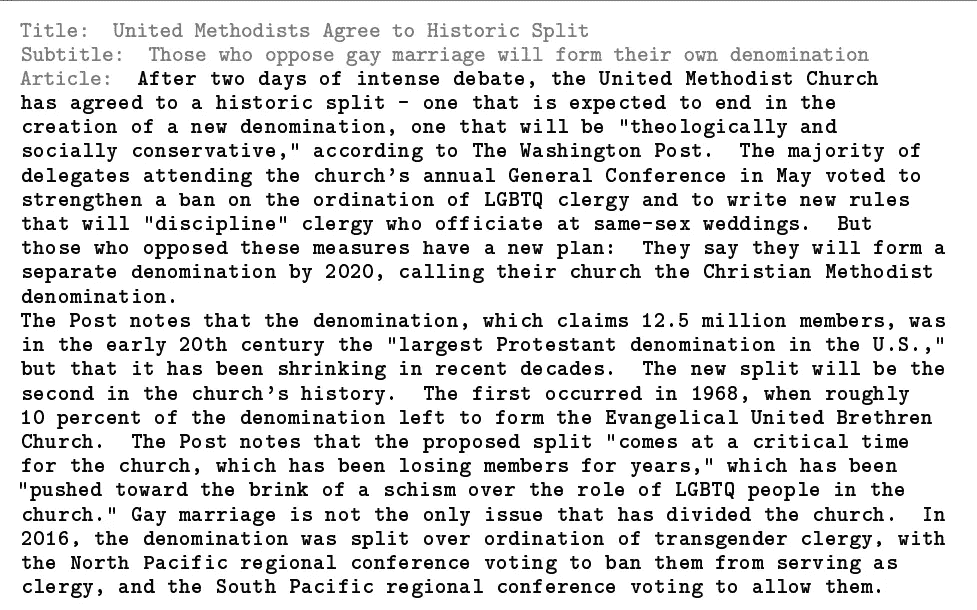 Title:  United Methodists Agree to Historic Split
Subtitle:  Those who oppose gay marriage will form their own denomination
Article:  After two days of intense debate, the United Methodist Church
has agreed to a historic split - one that is expected to end in the
creation of a new denomination, one that will be "theologically and
socially conservative," according to The Washington Post.  The majority of
delegates attending the church's annual General Conference in May voted to
strengthen a ban on the ordination of LGBTQ clergy and to write new rules
that will "discipline" clergy who officiate at same-sex weddings.  But
those who opposed these measures have a new plan:  They say they will form a
separate denomination by 2020, calling their church the Christian Methodist
denomination.
The Post notes that the denomination, which claims 12.5 million members, was
in the early 20th century the "largest Protestant denomination in the U.S.,"
but that it has been shrinking in recent decades.  The new split will be the
second in the church's history.  The first occurred in 1968, when roughly
10 percent of the denomination left to form the Evangelical United Brethren
Church.  The Post notes that the proposed split "comes at a critical time
for the church, which has been losing members for years," which has been
"pushed toward the brink of a schism over the role of LGBTQ people in the
church." Gay marriage is not the only issue that has divided the church.  In
2016, the denomination was split over ordination of transgender clergy, with
the North Pacific regional conference voting to ban them from serving as
clergy, and the South Pacific regional conference voting to allow them.